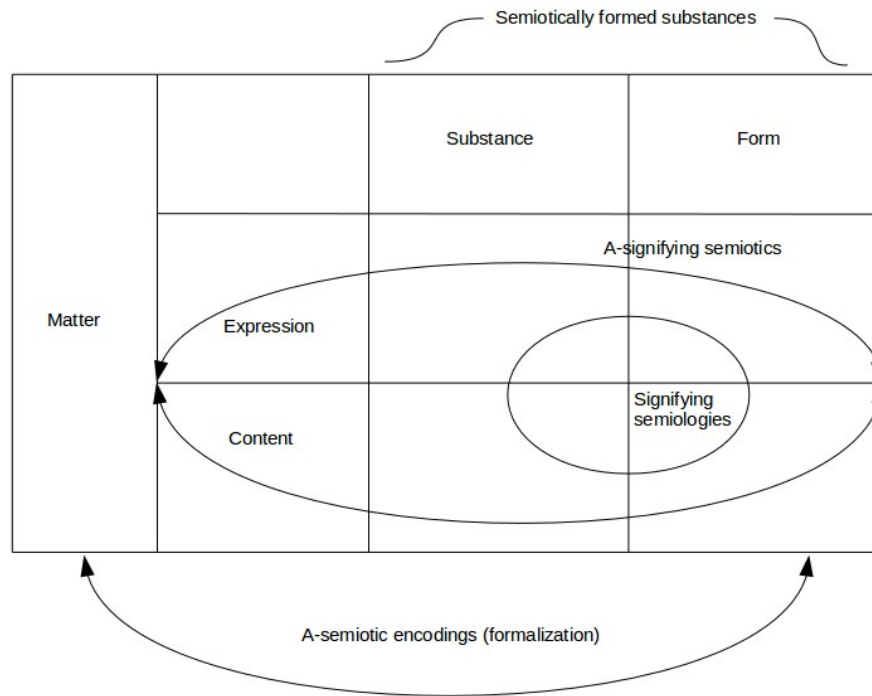 Semiotically formed substances
Substance
Form
A-signifying semiotics
Matter
Expression
Signifying
semiologies
Content
A-semiotic encodings (formalization)